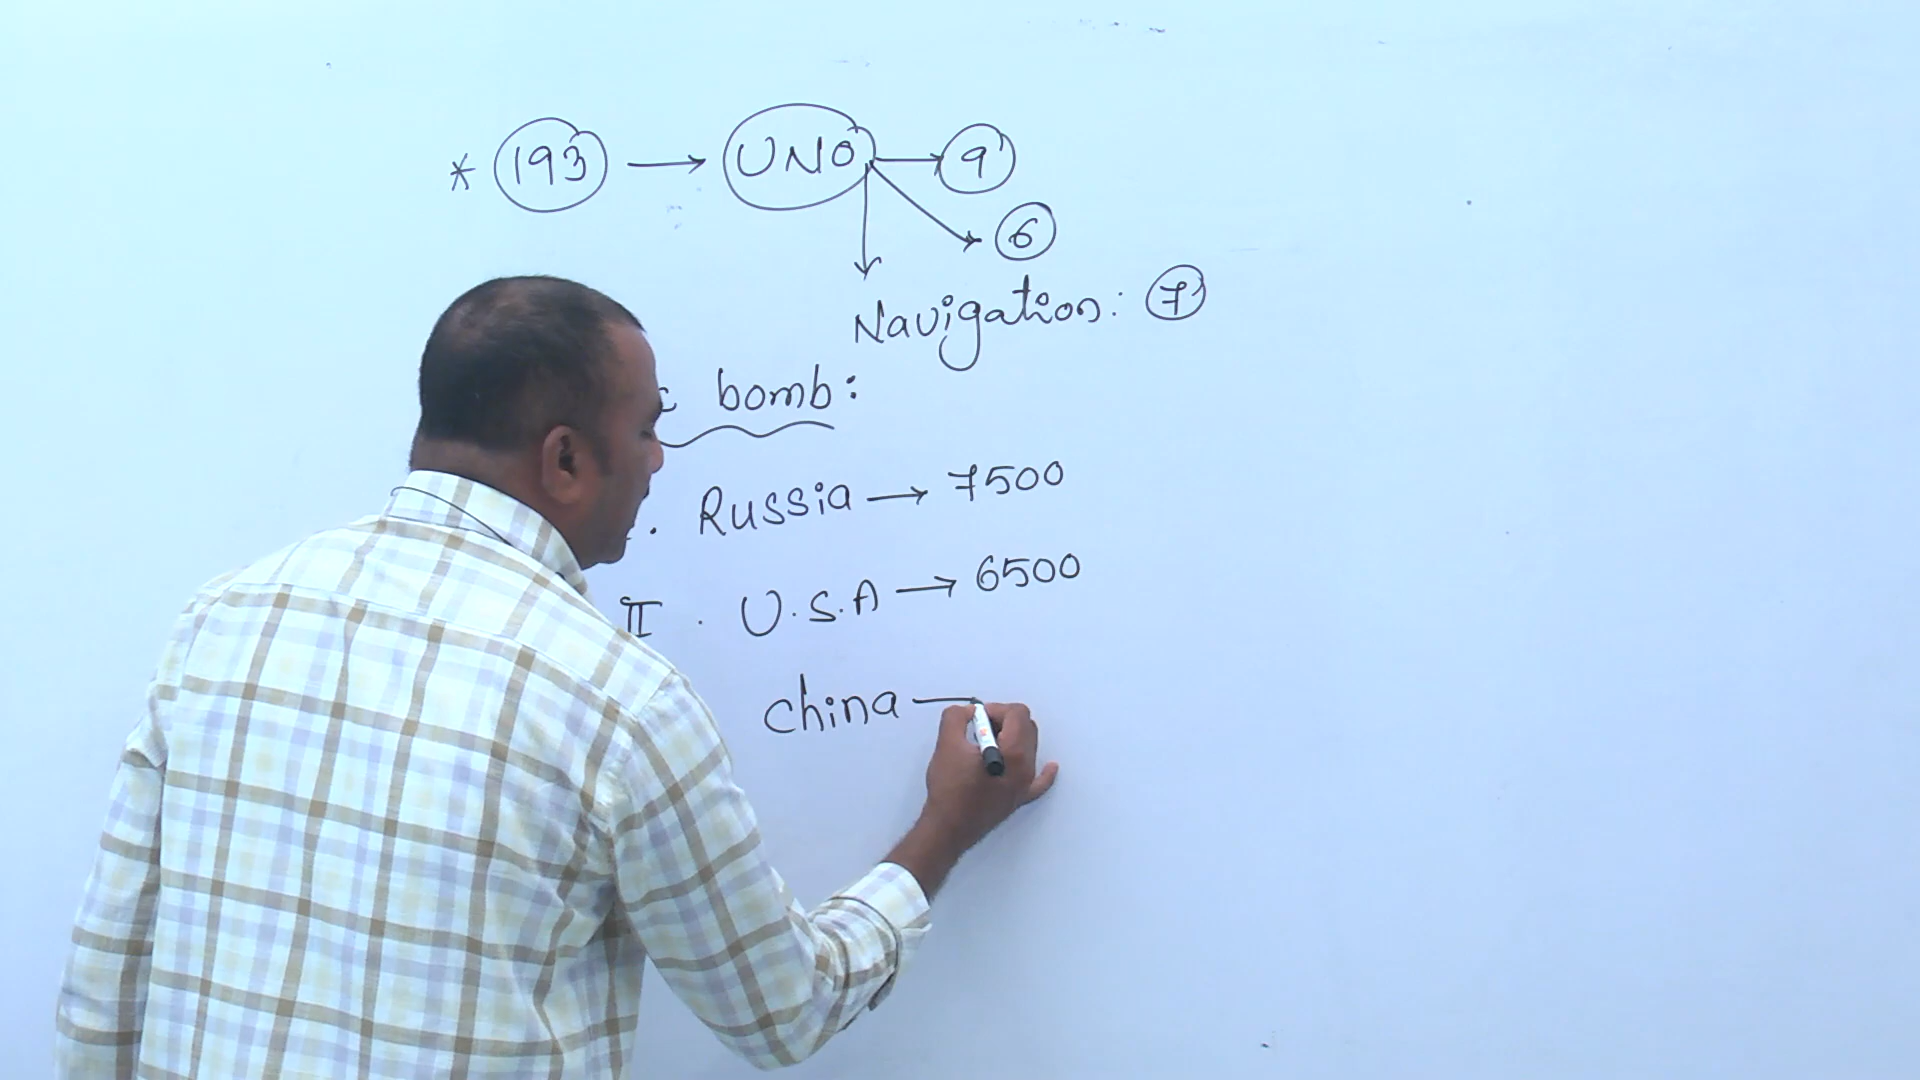 * 193 → UNO → 9
6
Navigation: 7
bomb:
. Russia → 7500
II . U.S.A → 6500
china —